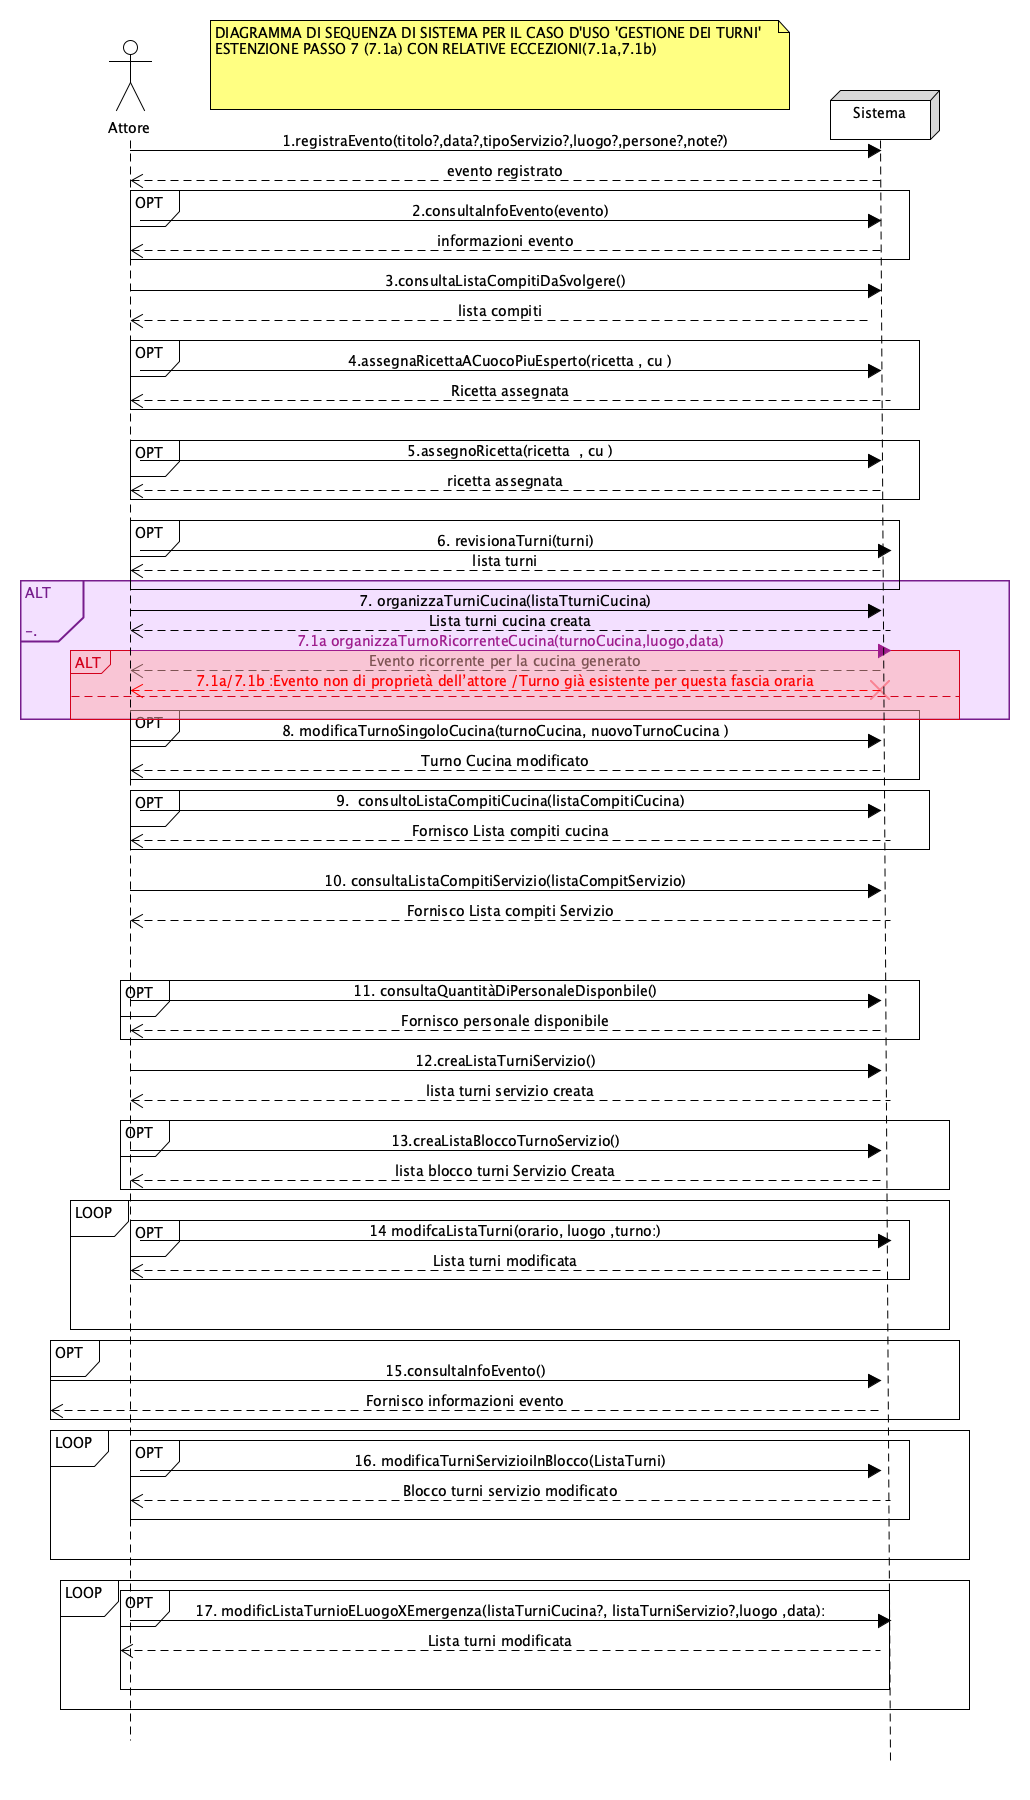 DIAGRAMMA DI SEQUENZA DI SISTEMA PER IL CASO D'USO 'GESTIONE DEI TURNI'
ESTENZIONE PASSO 7 (7.1a) CON RELATIVE ECCEZIONI(7.1a,7.1b)
Attore
Sistema
1.registraEvento(titolo?,data?,tipoServizio?,luogo?,persone?,note?)
evento registrato
OPT
2.consultaInfoEvento(evento)
informazioni evento
3.consultaListaCompitiDaSvolgere()
lista compiti
OPT
4.assegnaRicettaACuocoPiuEsperto(ricetta , cu )
Ricetta assegnata
OPT
5.assegnoRicetta(ricetta  , cu )
ricetta assegnata
OPT
6. revisionaTurni(turni)
lista turni
ALT
7. organizzaTurniCucina(listaTturniCucina)
Lista turni cucina creata
-.
7.1a organizzaTurnoRicorrenteCucina(turnoCucina,luogo,data)
ALT
Evento ricorrente per la cucina generato
7.1a/7.1b :Evento non di proprietà dell'attore /Turno già esistente per questa fascia oraria
OPT
8. modificaTurnoSingoloCucina(turnoCucina, nuovoTurnoCucina )
Turno Cucina modificato
OPT
9.  consultoListaCompitiCucina(listaCompitiCucina)
Fornisco Lista compiti cucina
10. consultaListaCompitiServizio(listaCompitServizio)
Fornisco Lista compiti Servizio
OPT
11. consultaQuantitàDiPersonaleDisponbile()
Fornisco personale disponibile
12.creaListaTurniServizio()
lista turni servizio creata
OPT
13.creaListaBloccoTurnoServizio()
lista blocco turni Servizio Creata
LOOP
OPT
14 modifcaListaTurni(orario, luogo ,turno:)
Lista turni modificata
OPT
15.consultaInfoEvento()
Fornisco informazioni evento
LOOP
OPT
16. modificaTurniServizioiInBlocco(ListaTurni)
Blocco turni servizio modificato
LOOP
OPT
17. modificListaTurnioELuogoXEmergenza(listaTurniCucina?, listaTurniServizio?,luogo ,data):
Lista turni modificata